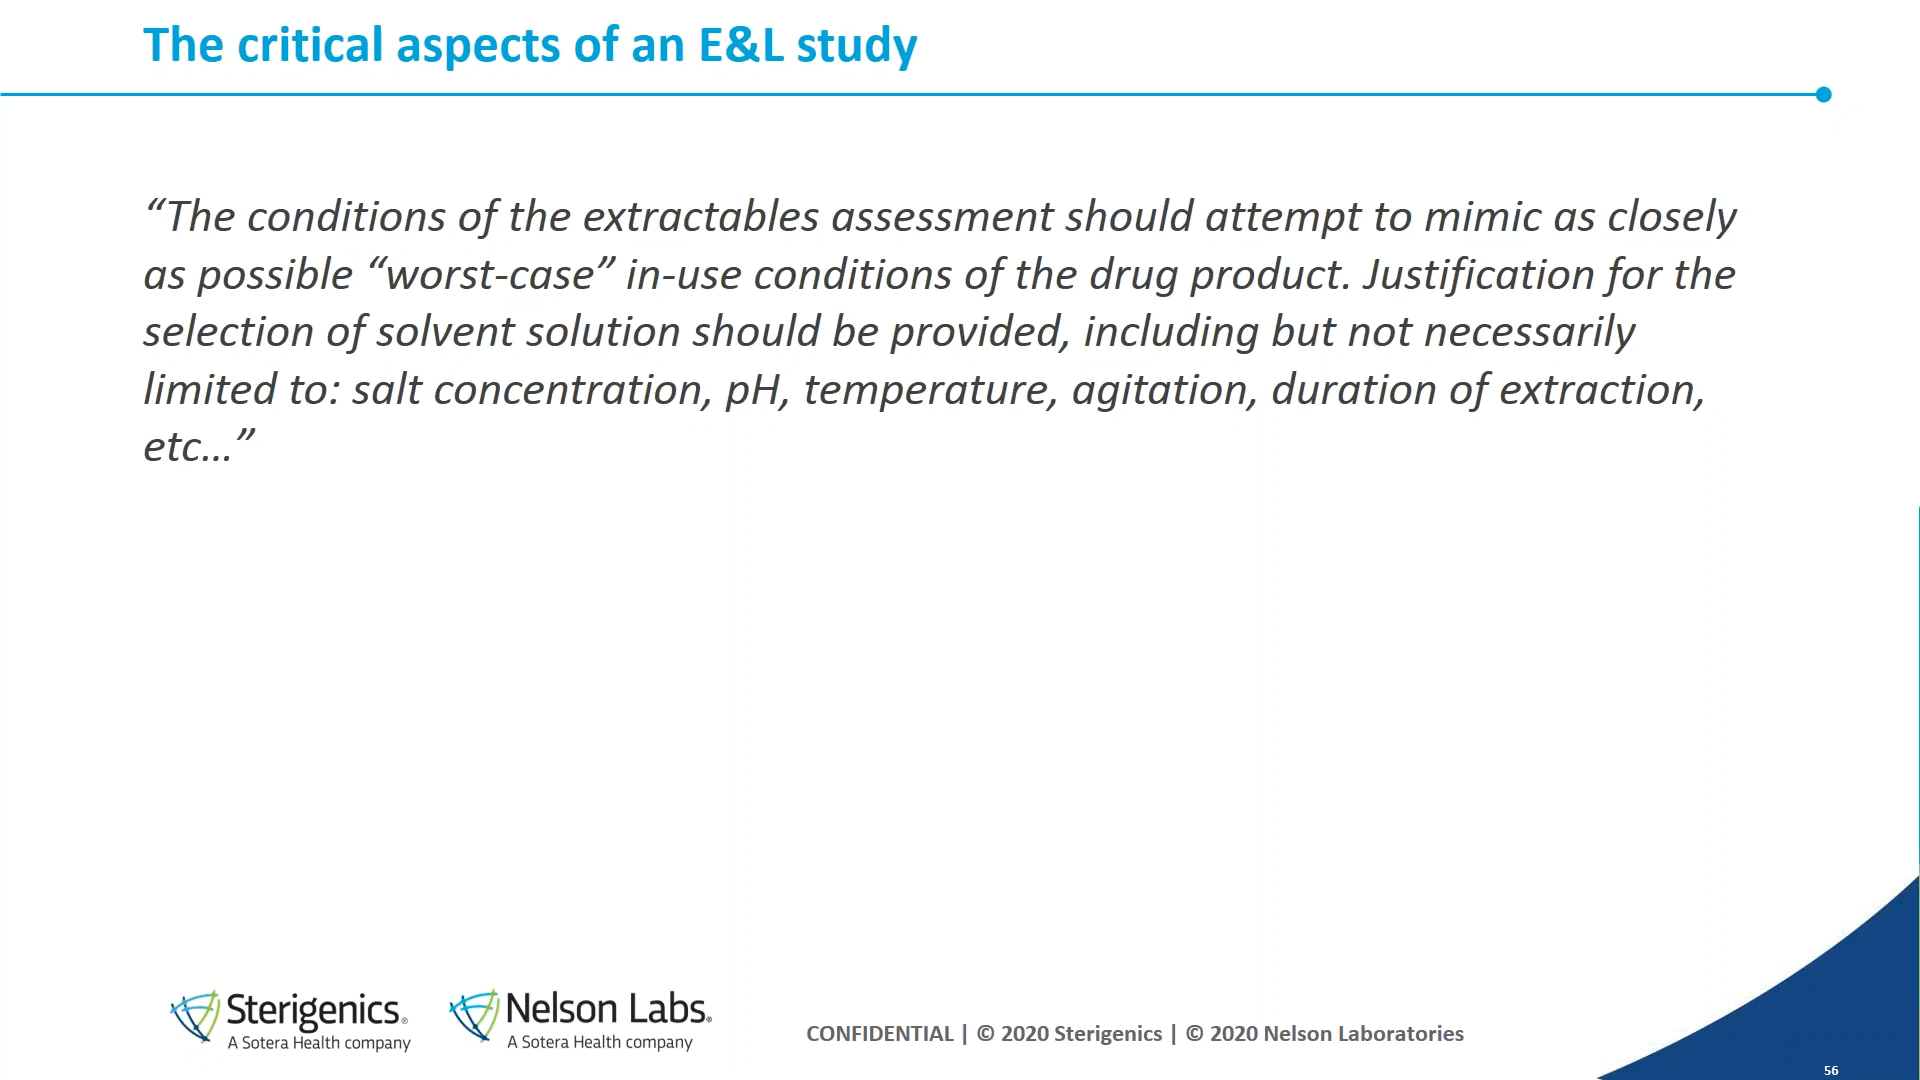 The critical aspects of an E&L study
“The conditions of the extractables assessment should attempt to mimic as closely
as possible “worst-case” in-use conditions of the drug product. Justification for the
selection of solvent solution should be provided, including but not necessarily
limited to: salt concentration, pH, temperature, agitation, duration of extraction,
etc…”
Sterigenics®
A Sotera Health company
Nelson Labs®
A Sotera Health company
CONFIDENTIAL | © 2020 Sterigenics | © 2020 Nelson Laboratories
56